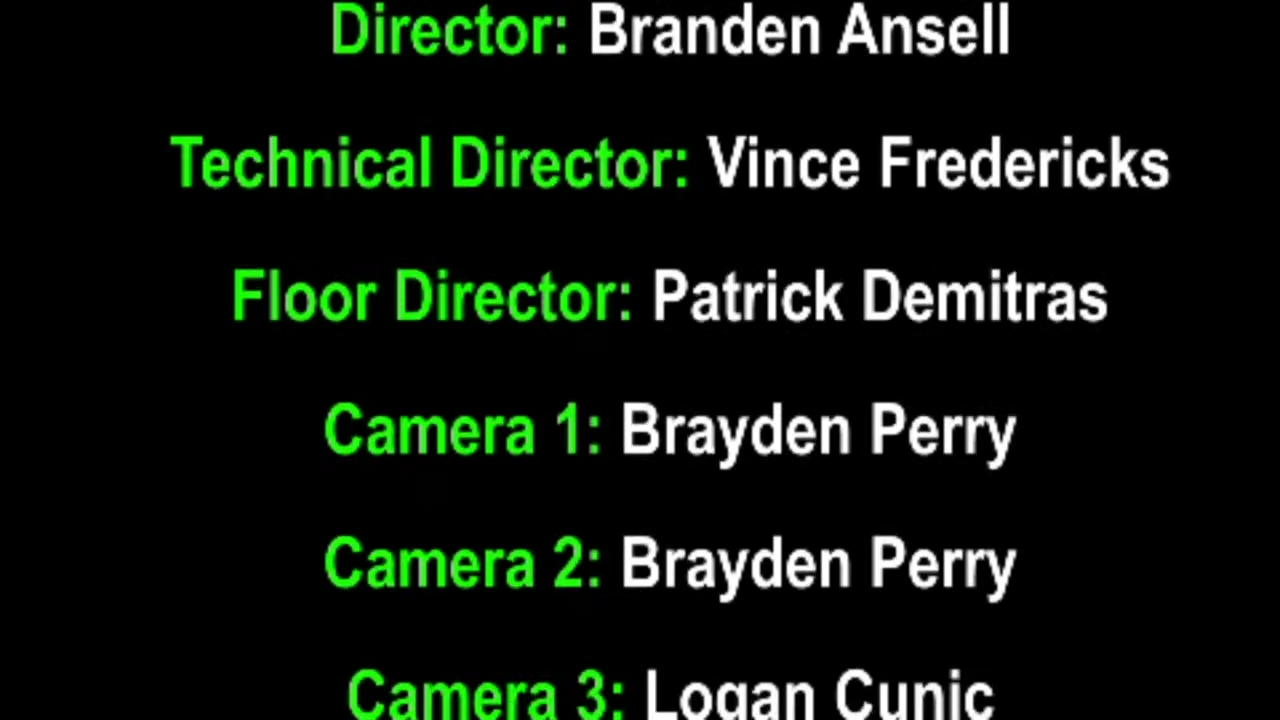 Director: Branden Ansell
Technical Director: Vince Fredericks
Floor Director: Patrick Demitras
Camera 1: Brayden Perry
Camera 2: Brayden Perry
Camera 3: Logan Cunic